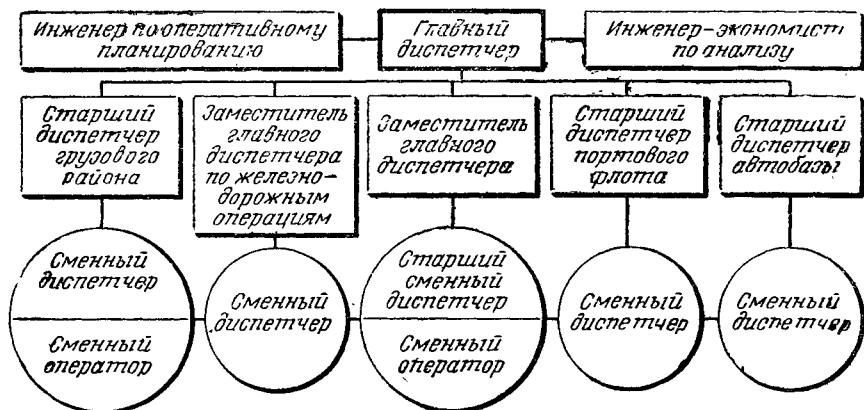 Инженер по оперативному
планированию
Главный
диспетчер
Инженер-экономист
по анализу
Старший
диспетчер
грузового
района
Заместитель
главного
диспетчера
по железно-
дорожным
операциям
Заместитель
главного
диспетчера
Старший
диспетчер
портового
флота
Старший
диспетчер
автобазы
Сменный
диспетчер
Сменный
оператор
Сменный
диспетчер
Старший
сменный
диспетчер
Сменный
оператор
Сменный
диспетчер
Сменный
диспетчер